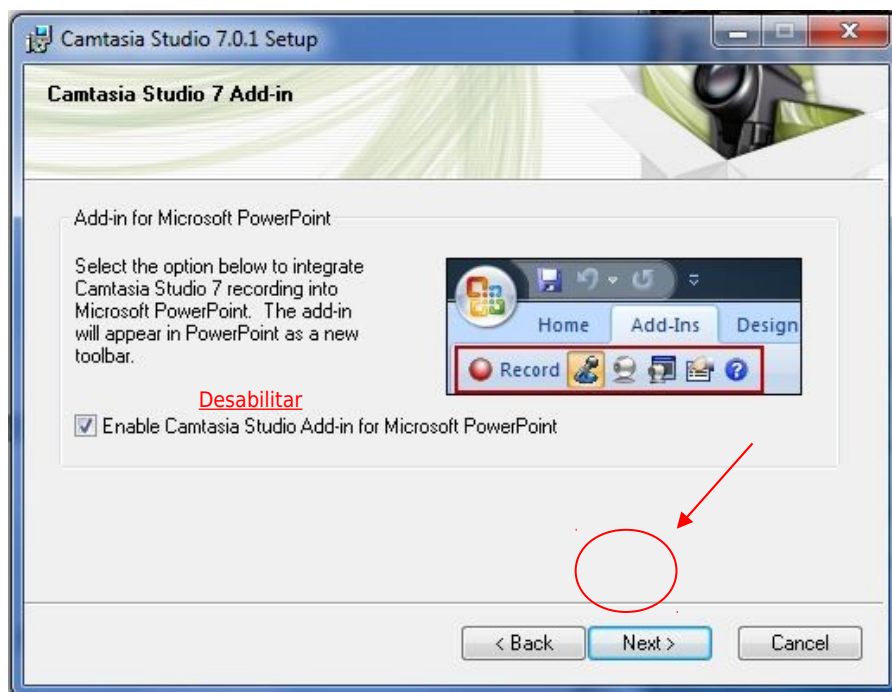 Camtasia Studio 7.0.1 Setup
Camtasia Studio 7 Add-in
Add-in for Microsoft PowerPoint
Select the option below to integrate
Camtasia Studio 7 recording into
Microsoft PowerPoint. The add-in
will appear in PowerPoint as a new
toolbar.
Home Add-Ins Design
Record
Desabilitar
Enable Camtasia Studio Add-in for Microsoft PowerPoint
< Back Next > Cancel